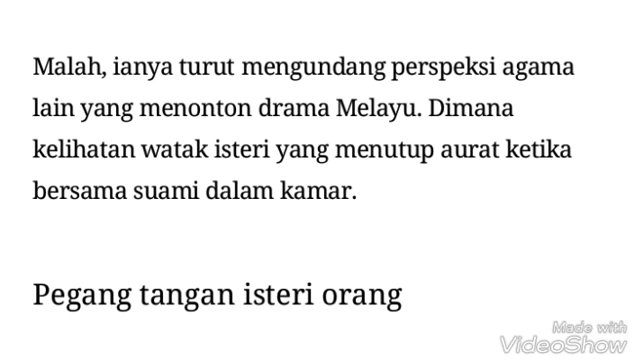 Malah, ianya turut mengundang perspeksi agama
lain yang menonton drama Melayu. Dimana
kelihatan watak isteri yang menutup aurat ketika
bersama suami dalam kamar.
Pegang tangan isteri orang
Made with
VideoShow